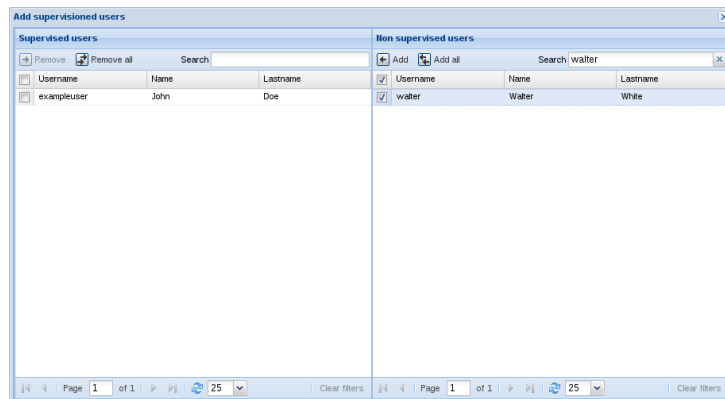 Add supervisioned users
Supervised users
Remove Remove all Search
Username Name Lastname
exampleuser John Doe
Page 1 of 1 25 Clear filters
Non supervised users
Add Add all Search walter
Username Name Lastname
walter Walter White
Page 1 of 1 25 Clear filters